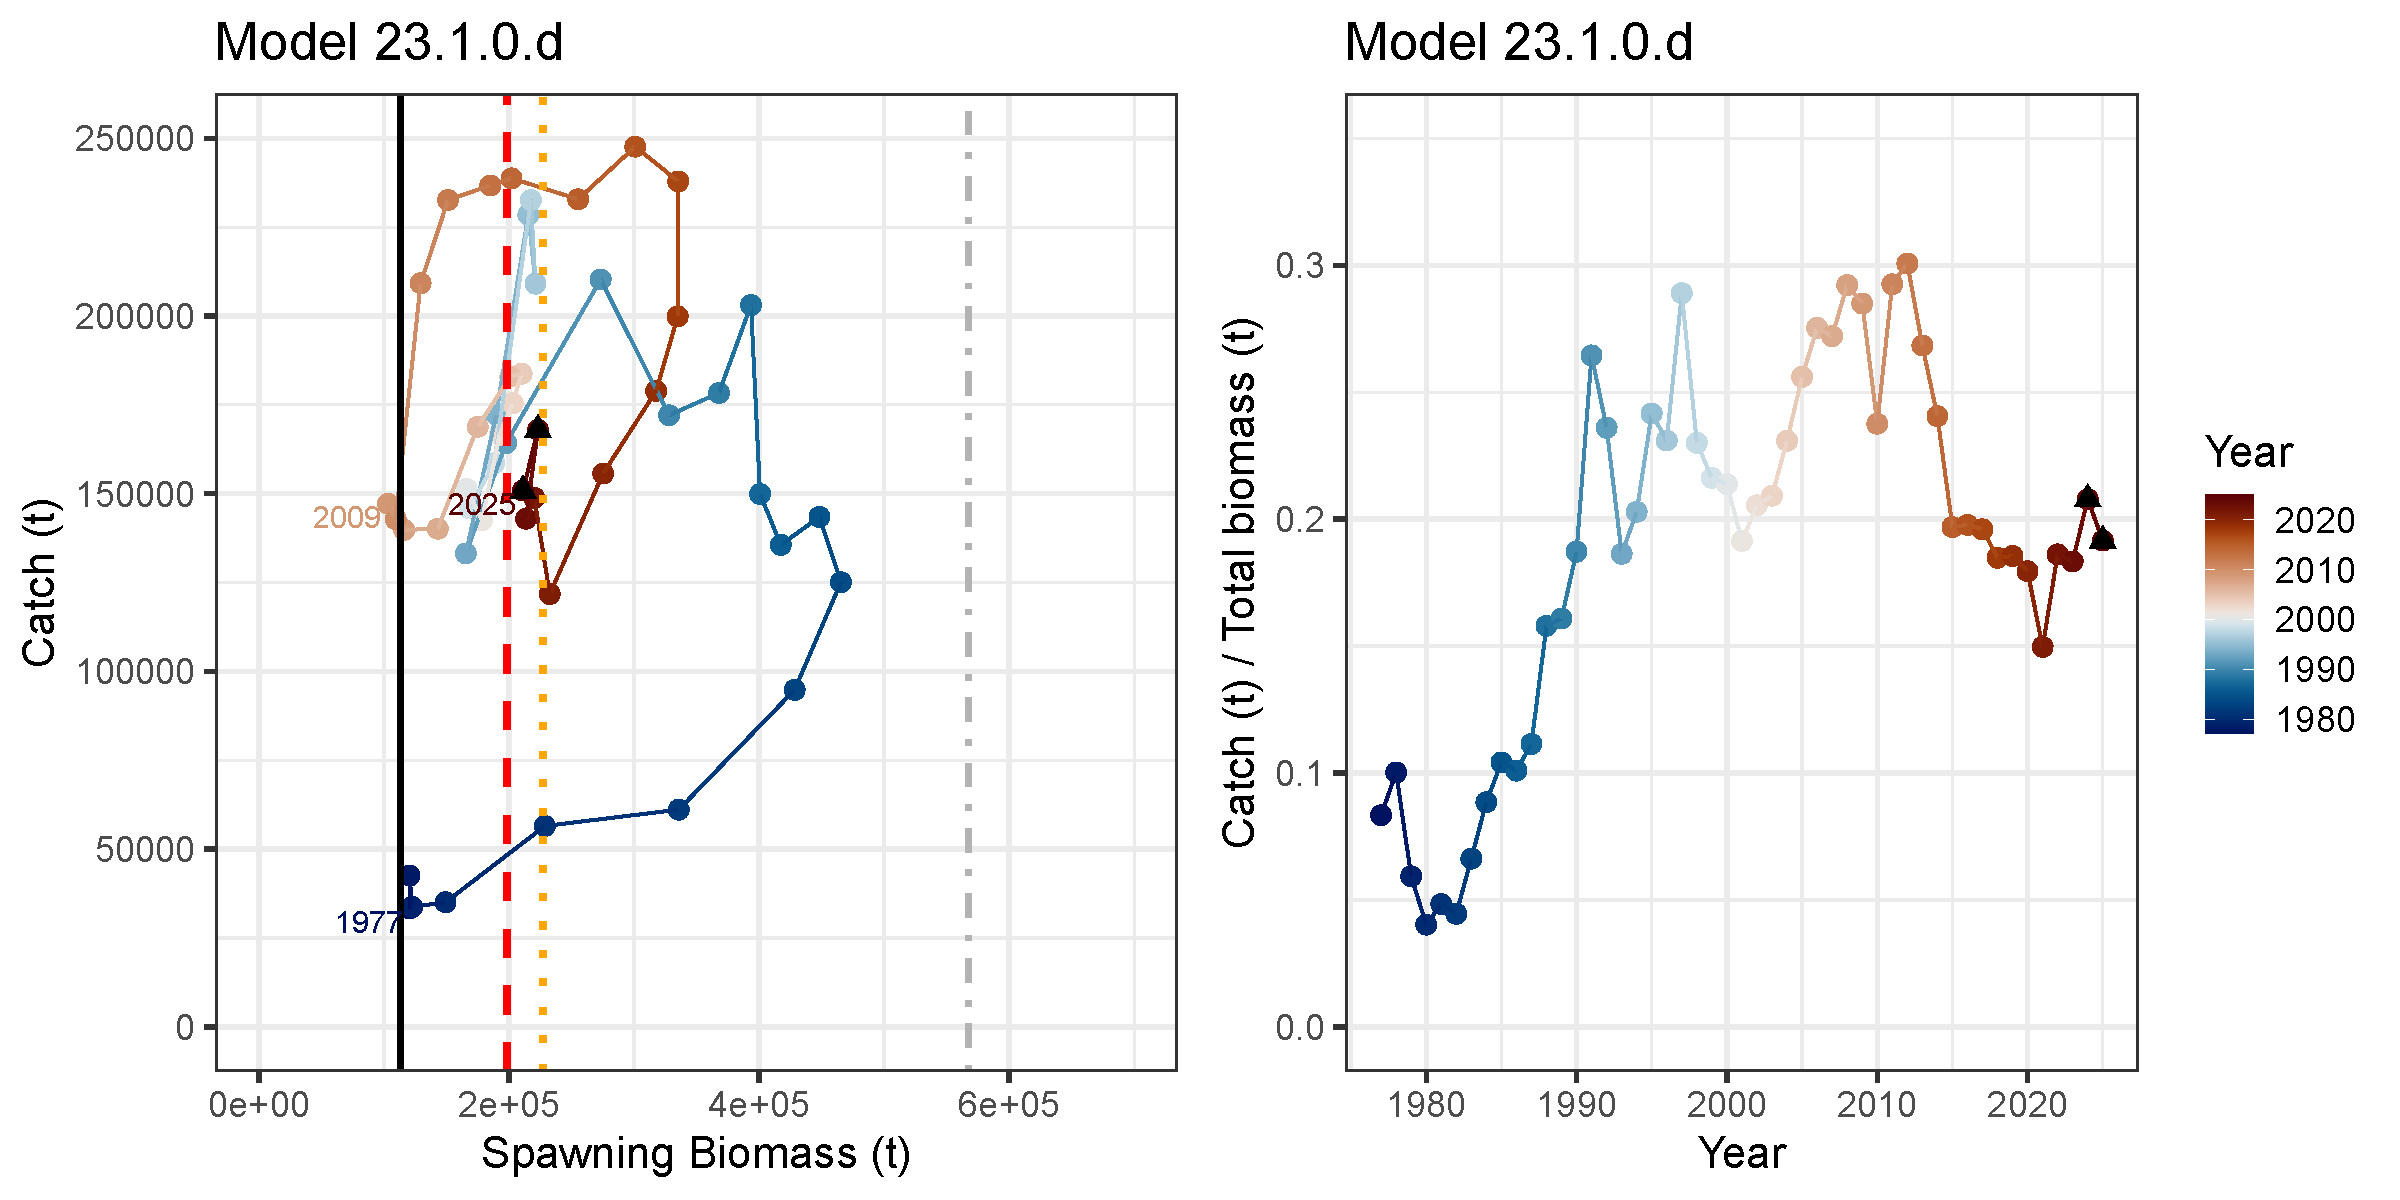 Model 23.1.0.d
250000
200000
150000
100000
50000
0
Catch (t)
2009
2025
1977
0e+00 2e+05 4e+05 6e+05
Spawning Biomass (t)
Model 23.1.0.d
0.3
0.2
0.1
0.0
Catch (t) / Total biomass (t)
1980 1990 2000 2010 2020
Year
Year
2020
2010
2000
1990
1980